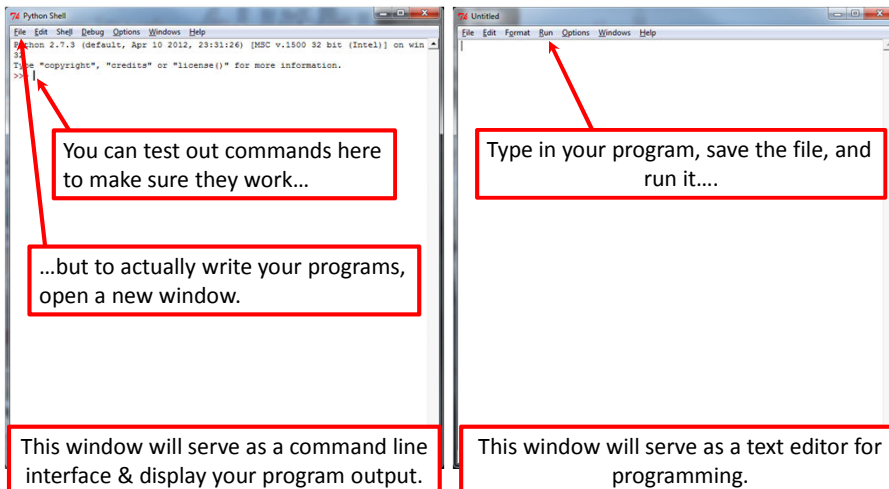 Python Shell
File Edit Shell Debug Options Windows Help
Python 2.7.3 (default, Apr 10 2012, 23:31:26) [MSC v.1500 32 bit (Intel)] on win
32
Type "copyright", "credits" or "license()" for more information.
>>>
You can test out commands here
to make sure they work…
…but to actually write your programs,
open a new window.
This window will serve as a command line
interface & display your program output.
Untitled
File Edit Format Run Options Windows Help
Type in your program, save the file, and
run it….
This window will serve as a text editor for
programming.